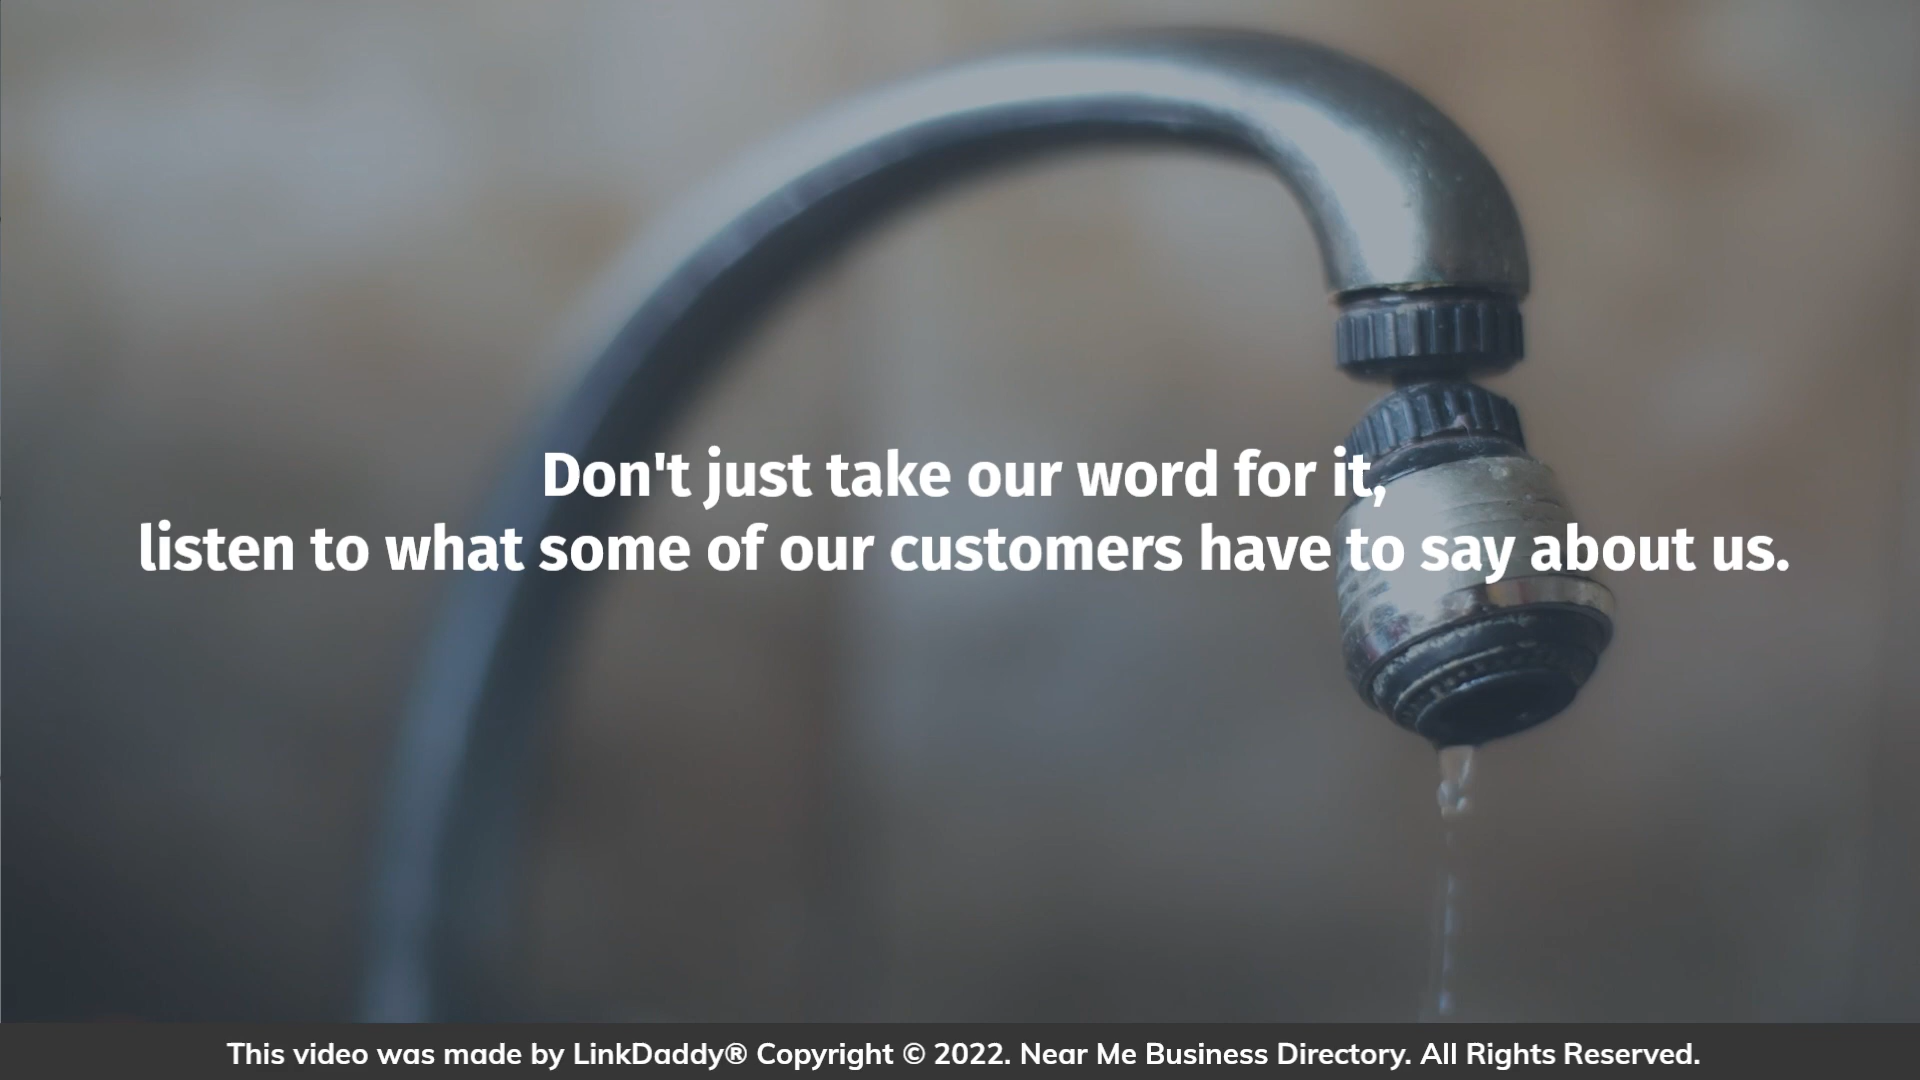 Don't just take our word for it,
listen to what some of our customers have to say about us.
This video was made by LinkDaddy® Copyright © 2022. Near Me Business Directory. All Rights Reserved.